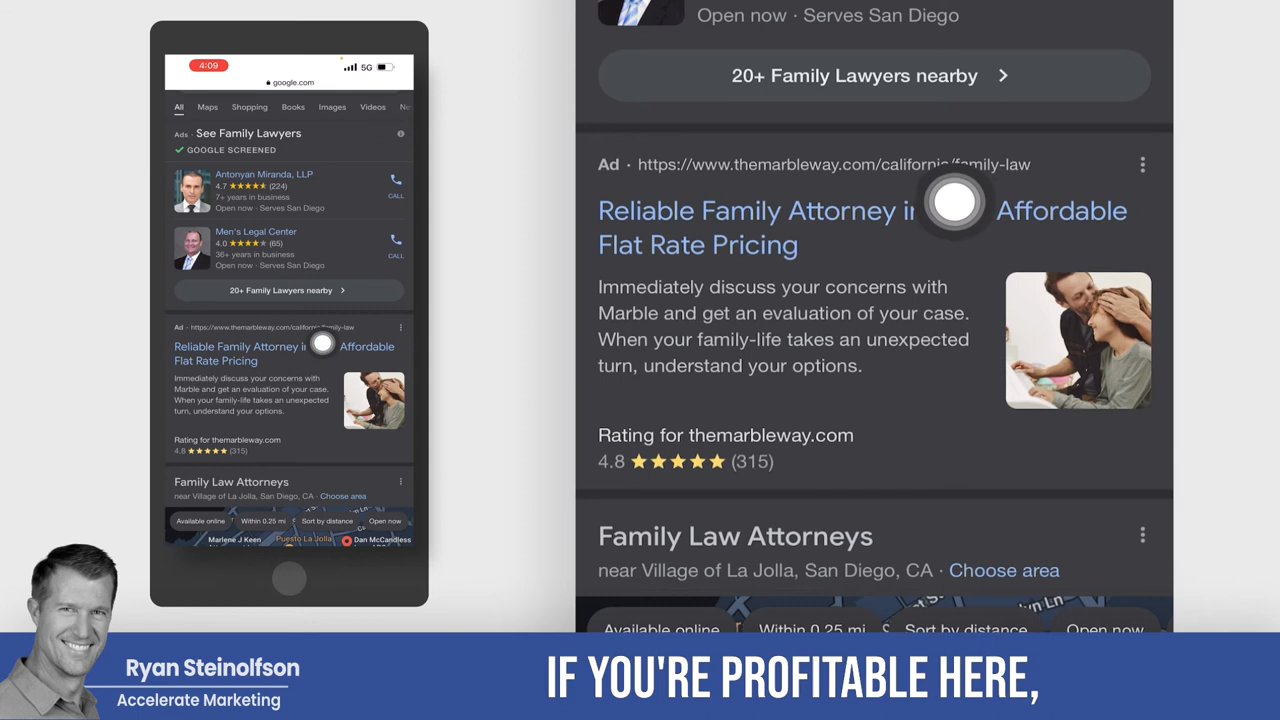 4:09
5G
google.com
All Maps Shopping Books Images Videos
Ads · See Family Lawyers
GOOGLE SCREENED
Antonyan Miranda, LLP
4.7 (224)
7+ years in business
Open now · Serves San Diego
CALL
Men's Legal Center
4.0 (65)
36+ years in business
Open now · Serves San Diego
CALL
20+ Family Lawyers nearby
Ad · https://www.themarbleway.com/california/family-law
Reliable Family Attorney Affordable
Flat Rate Pricing
Immediately discuss your concerns with
Marble and get an evaluation of your case.
When your family-life takes an unexpected
turn, understand your options.
Rating for themarbleway.com
4.8 (315)
Family Law Attorneys
near Village of La Jolla, San Diego, CA · Choose area
Available online Within 0.25 mi Sort by distance Open now
Marlene J Keen Puesto La Jolla Dan McCandless
Open now · Serves San Diego
20+ Family Lawyers nearby
Ad · https://www.themarbleway.com/california/family-law
Reliable Family Attorney Affordable
Flat Rate Pricing
Immediately discuss your concerns with
Marble and get an evaluation of your case.
When your family-life takes an unexpected
turn, understand your options.
Rating for themarbleway.com
4.8 (315)
Family Law Attorneys
near Village of La Jolla, San Diego, CA · Choose area
Available online Within 0.25 mi Sort by distance Open now
Ryan Steinolfson
Accelerate Marketing
IF YOU'RE PROFITABLE HERE,